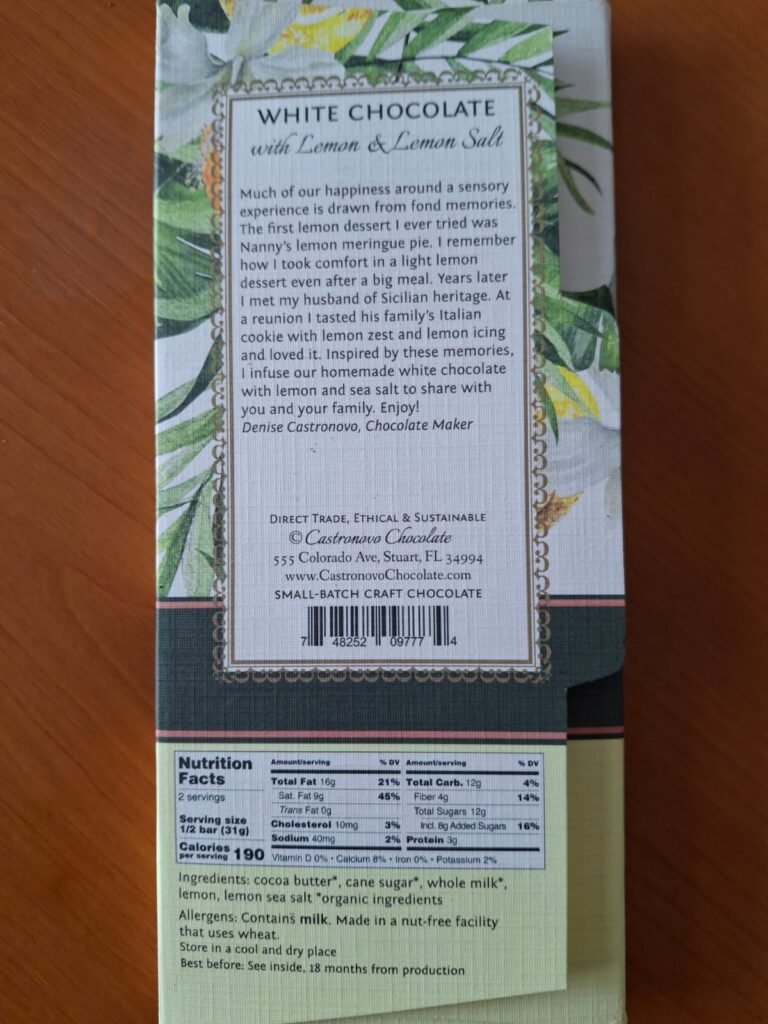 WHITE CHOCOLATE
with Lemon & Lemon Salt
Much of our happiness around a sensory
experience is drawn from fond memories.
The first lemon dessert I ever tried was
Nanny's lemon meringue pie. I remember
how I took comfort in a light lemon
dessert even after a big meal. Years later
I met my husband of Sicilian heritage. At
a reunion I tasted his family's Italian
cookie with lemon zest and lemon icing
and loved it. Inspired by these memories,
I infuse our homemade white chocolate
with lemon and sea salt to share with
you and your family. Enjoy!
Denise Castronovo, Chocolate Maker
DIRECT TRADE, ETHICAL & SUSTAINABLE
© Castronovo Chocolate
555 Colorado Ave, Stuart, FL 34994
www.CastronovoChocolate.com
SMALL-BATCH CRAFT CHOCOLATE
7 48252 09777 4
Nutrition
Facts
2 servings
Serving size
1/2 bar (31g)
Calories
per serving 190
Amount/serving % DV
Total Fat 16g 21%
Sat. Fat 9g 45%
Trans Fat 0g
Cholesterol 10mg 3%
Sodium 40mg 2%
Amount/serving % DV
Total Carb. 12g 4%
Fiber 4g 14%
Total Sugars 12g
Incl. 8g Added Sugars 16%
Protein 3g
Vitamin D 0% • Calcium 8% • Iron 0% • Potassium 2%
Ingredients: cocoa butter*, cane sugar*, whole milk*,
lemon, lemon sea salt *organic ingredients
Allergens: Contains milk. Made in a nut-free facility
that uses wheat.
Store in a cool and dry place
Best before: See inside, 18 months from production